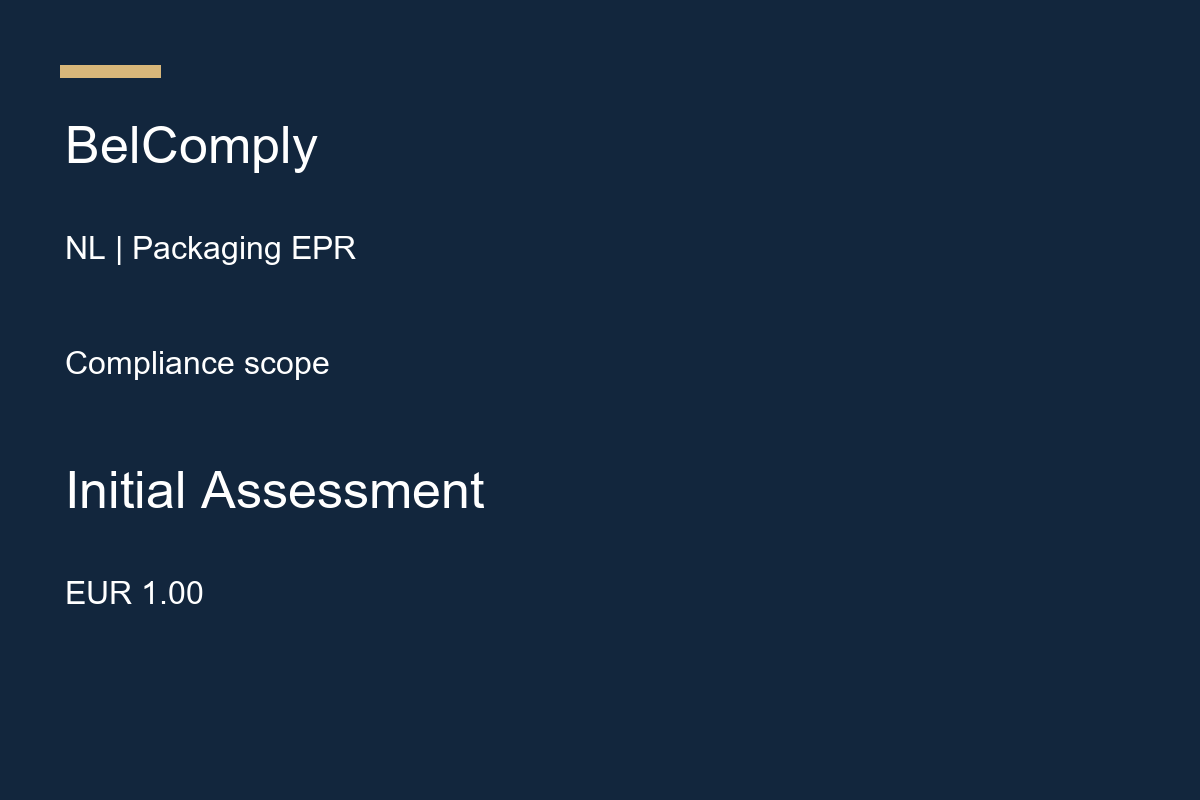 BelComply
NL | Packaging EPR
Compliance scope
Initial Assessment
EUR 1.00